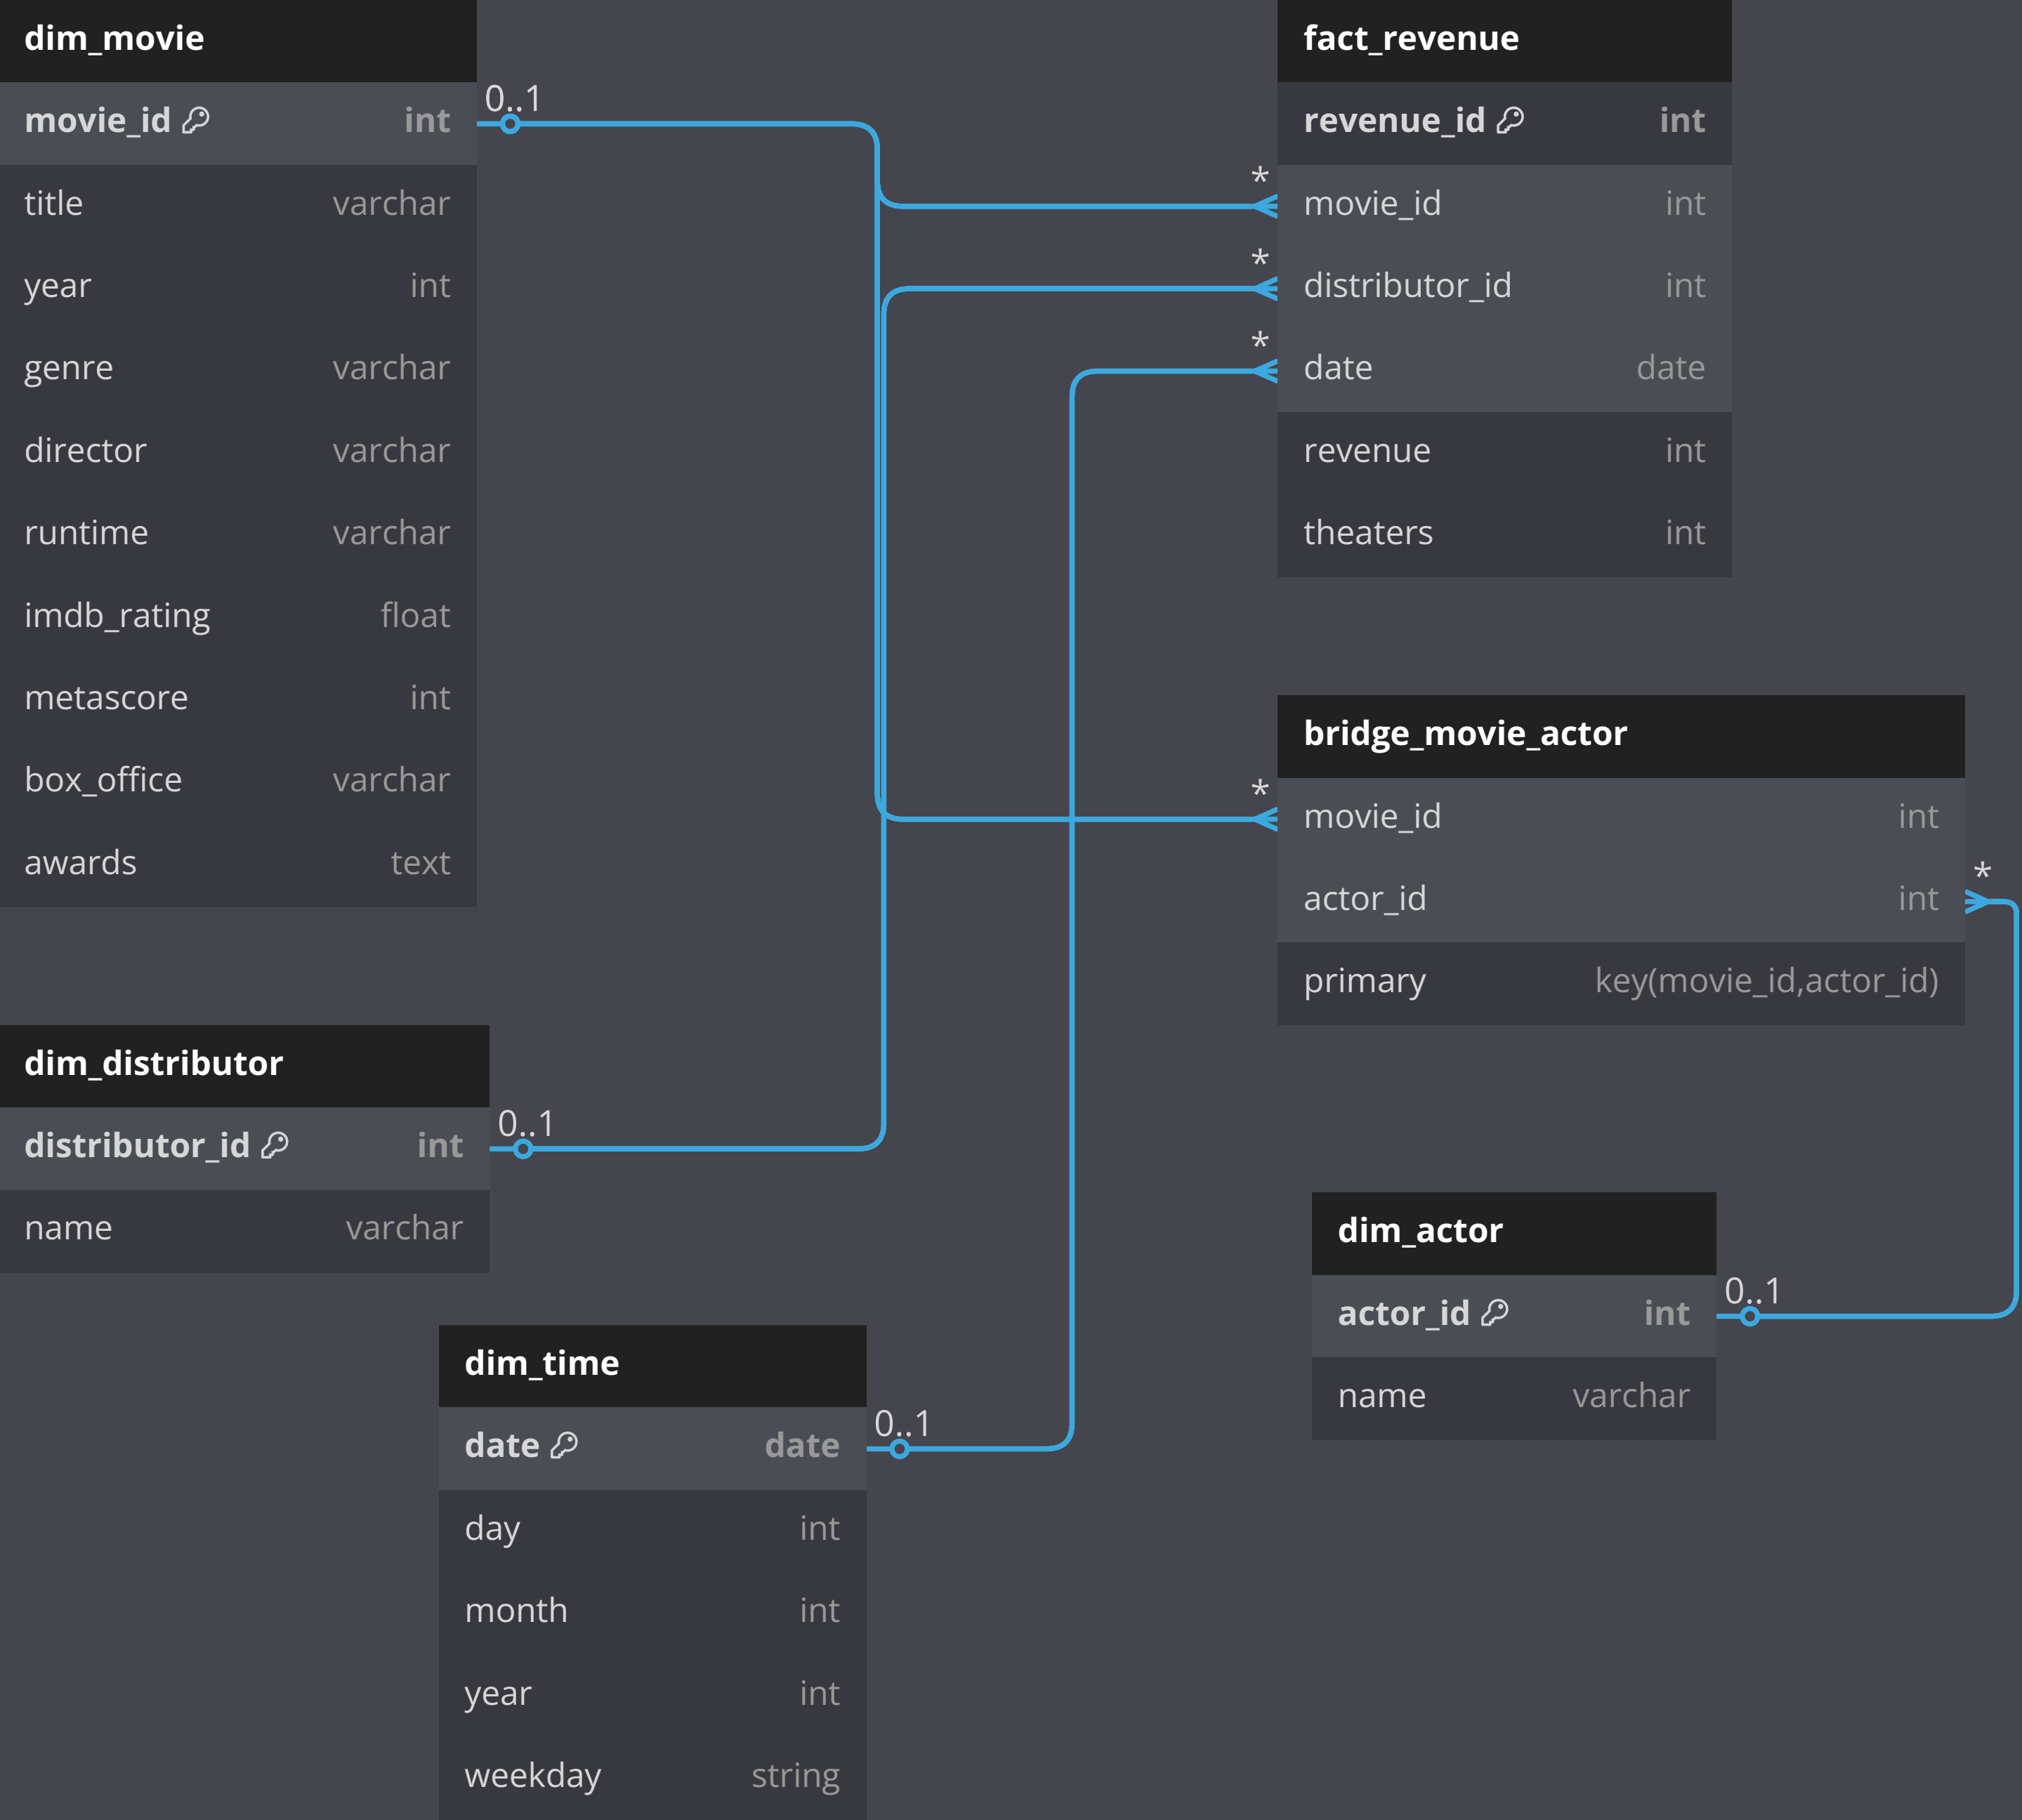 dim_movie
movie_id int
title varchar
year int
genre varchar
director varchar
runtime varchar
imdb_rating float
metascore int
box_office varchar
awards text
0..1
fact_revenue
revenue_id int
*
movie_id int
*
distributor_id int
*
date date
revenue int
theaters int
bridge_movie_actor
*
movie_id int
*
actor_id int
primary key(movie_id,actor_id)
dim_distributor
distributor_id int
0..1
name varchar
dim_actor
actor_id int
0..1
name varchar
dim_time
date date
0..1
day int
month int
year int
weekday string